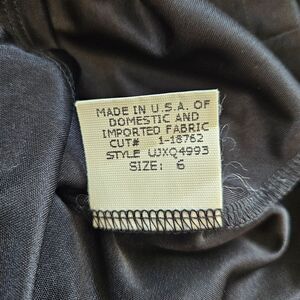 MADE IN U.S.A. OF
DOMESTIC AND
IMPORTED FABRIC
CUT# 1-18762
STYLE UJXQ4993
SIZE: 6